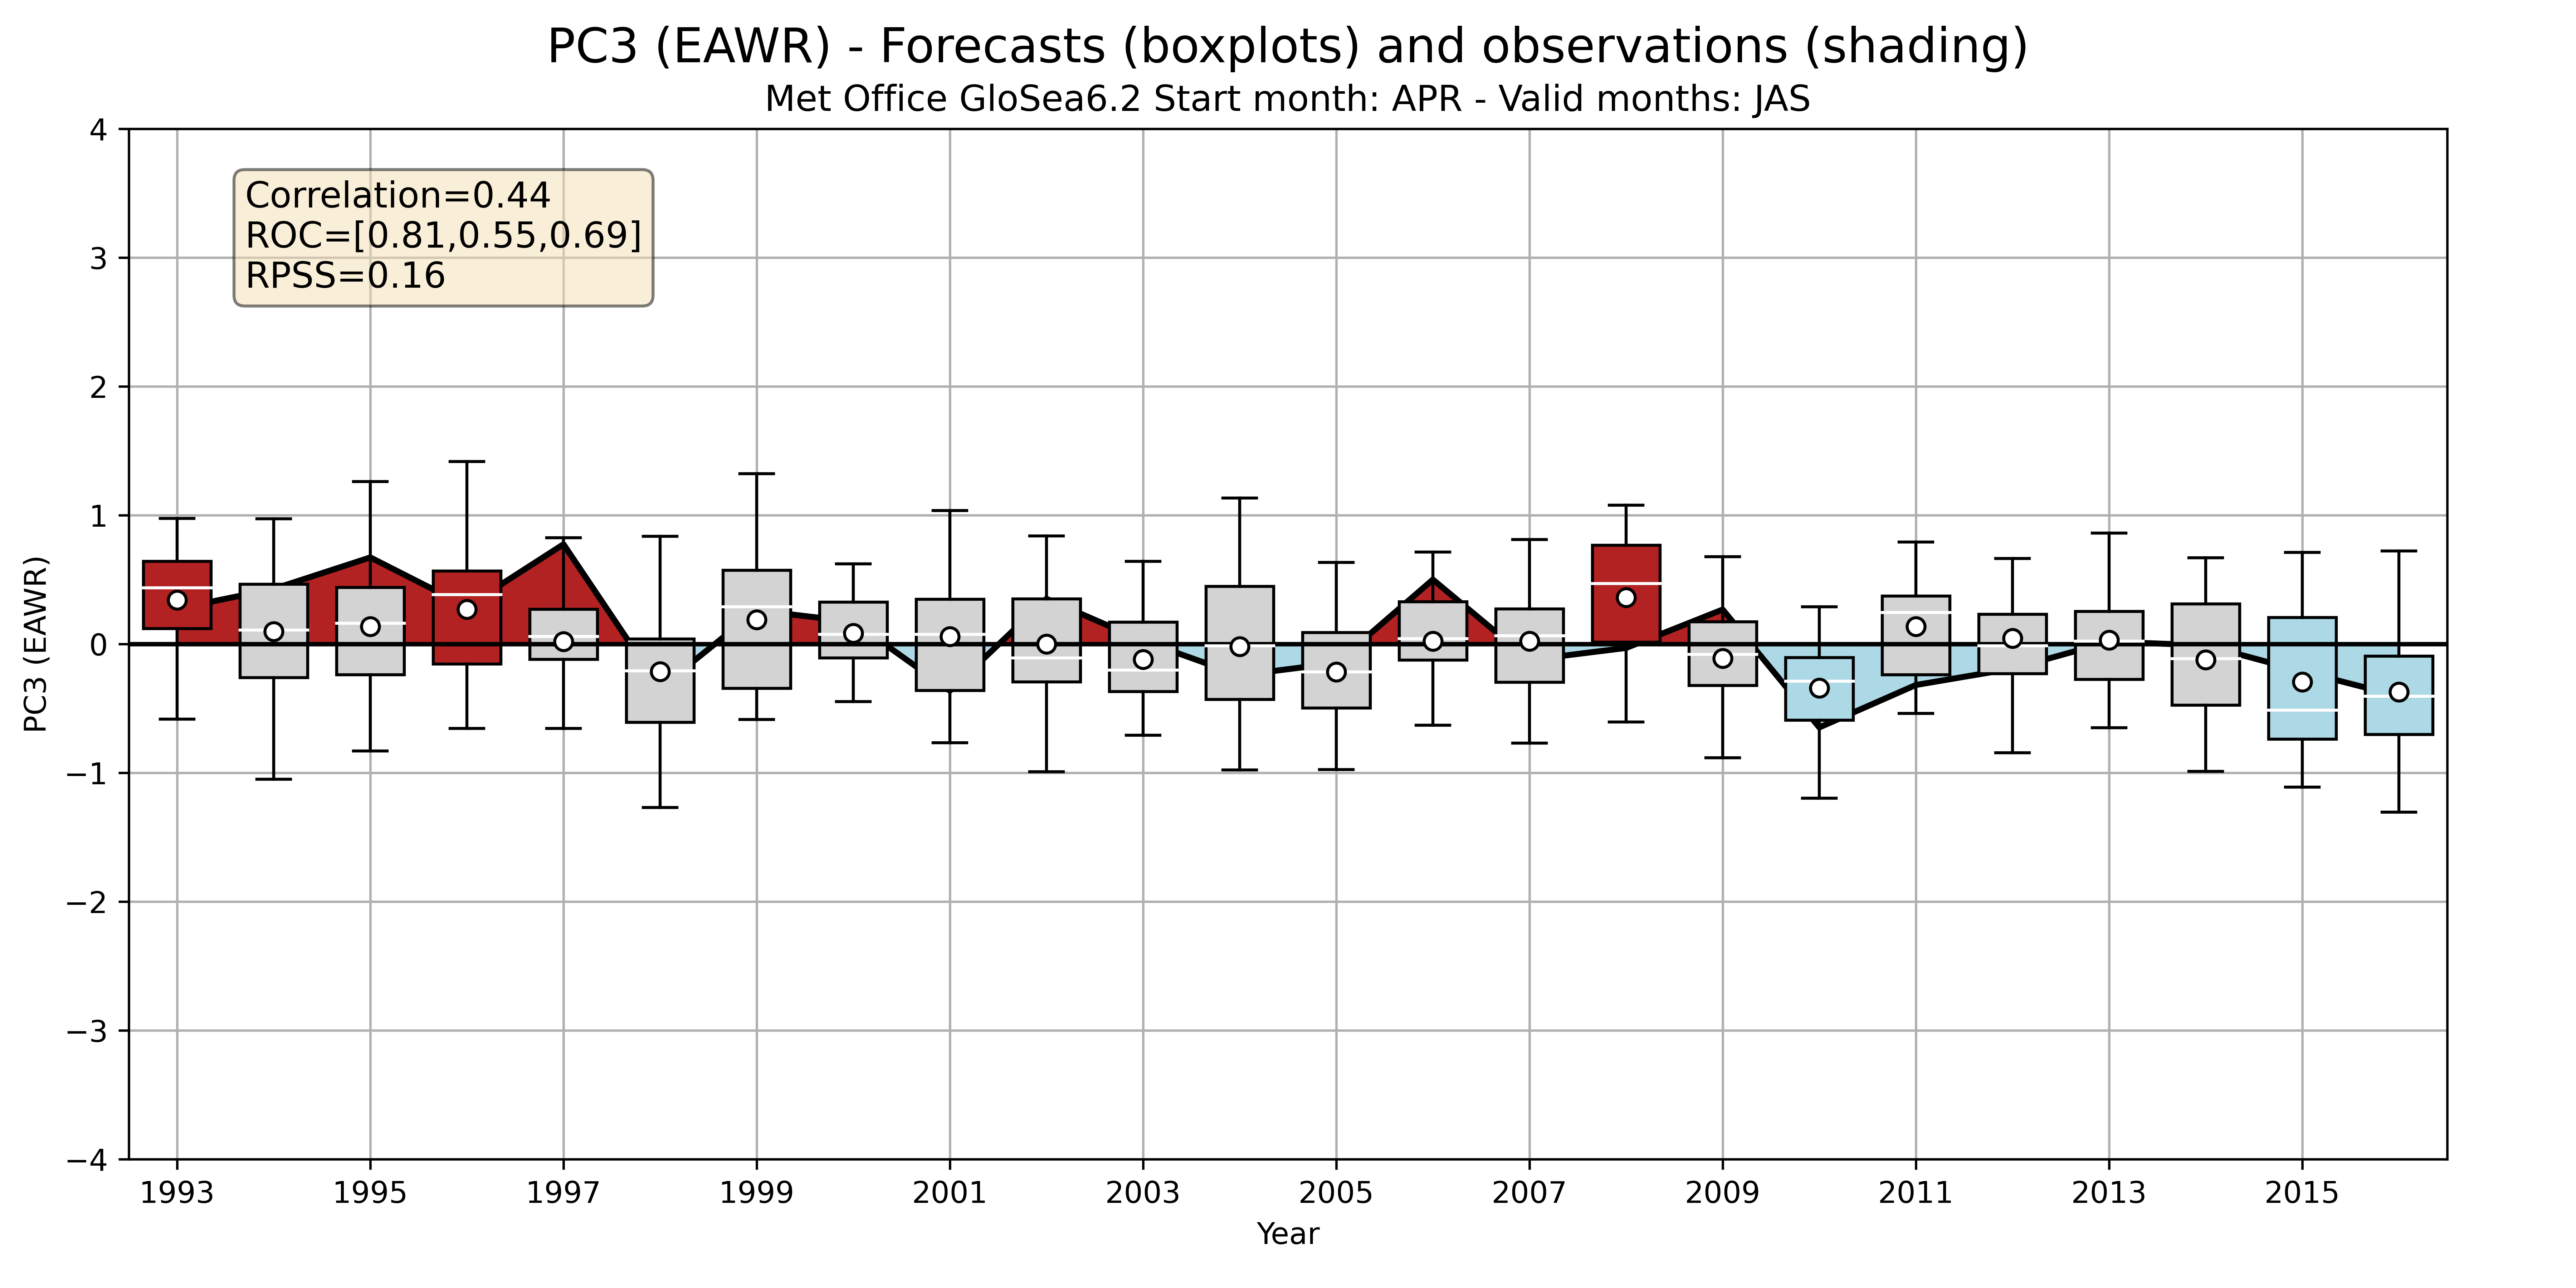 PC3 (EAWR) - Forecasts (boxplots) and observations (shading)
Met Office GloSea6.2 Start month: APR - Valid months: JAS
Correlation=0.44
ROC=[0.81,0.55,0.69]
RPSS=0.16
PC3 (EAWR)
4
3
2
1
0
−1
−2
−3
−4
1993 1995 1997 1999 2001 2003 2005 2007 2009 2011 2013 2015
Year